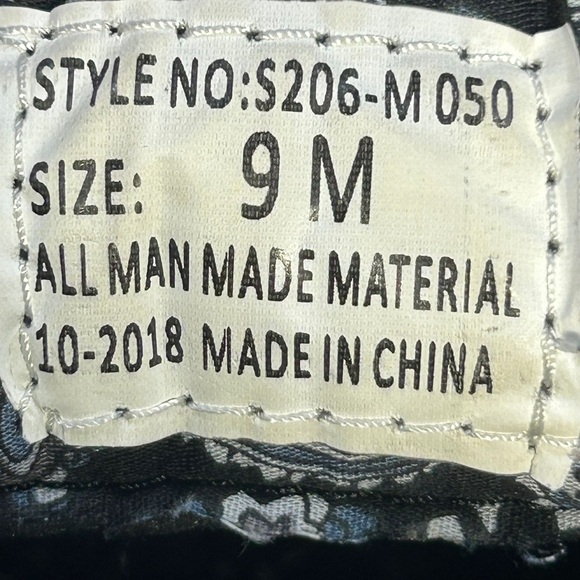 STYLE NO:S206-M 050
SIZE: 9 M
ALL MAN MADE MATERIAL
10-2018 MADE IN CHINA